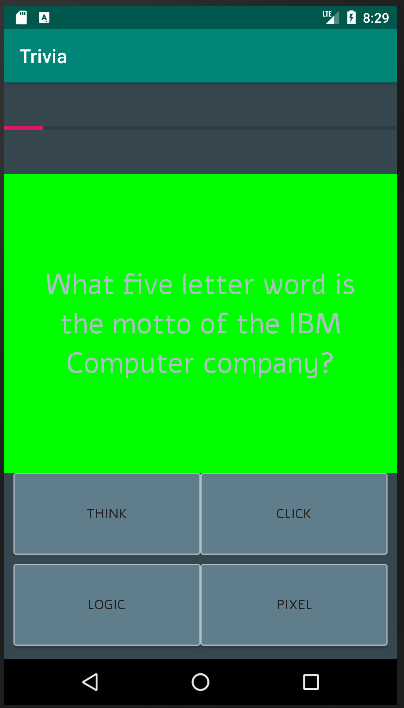 LTE 8:29
Trivia
What five letter word is
the motto of the IBM
Computer company?
THINK CLICK
LOGIC PIXEL